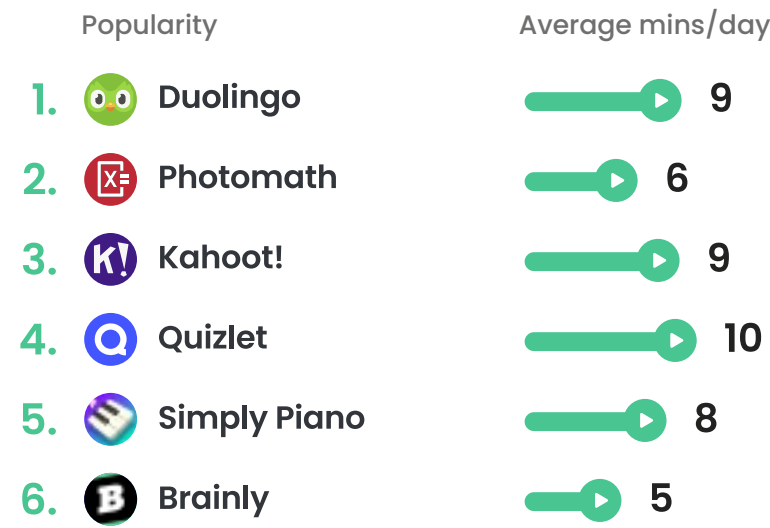 Popularity Average mins/day
1. Duolingo 9
2. Photomath 6
3. K! Kahoot! 9
4. Quizlet 10
5. Simply Piano 8
6. B Brainly 5